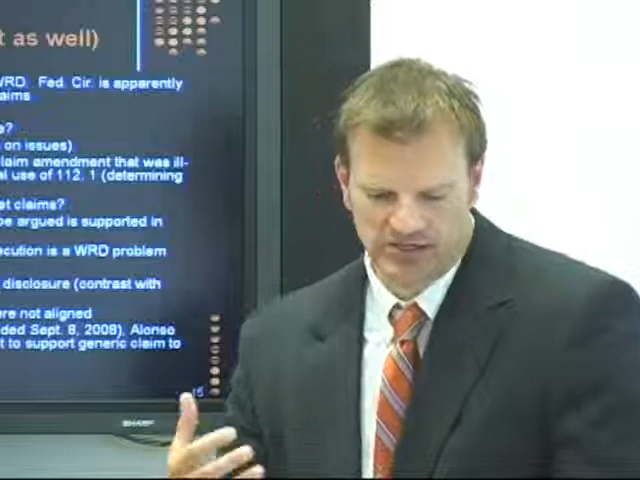 t as well)
WRD. Fed. Cir. is apparently
aims
e?
on issues)
laim amendment that was ill-
al use of 112. 1 (determining
et claims?
be argued is supported in
ecution is a WRD problem
disclosure (contrast with
ere not aligned
ded Sept. 8, 2008), Alonso
t to support generic claim to
15
SHARP